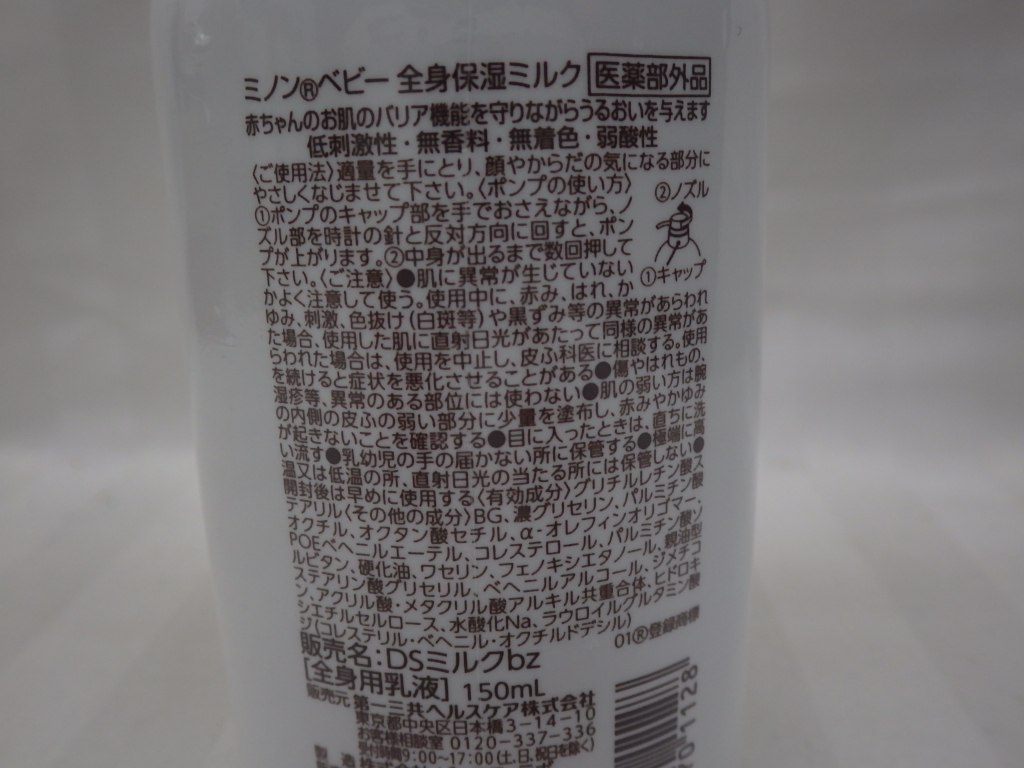 ミノン®ベビー 全身保湿ミルク 医薬部外品
赤ちゃんのお肌のバリア機能を守りながらうるおいを与えます
低刺激性・無香料・無着色・弱酸性
〈ご使用法〉適量を手にとり、顔やからだの気になる部分に
やさしくなじませて下さい。〈ポンプの使い方〉
①ポンプのキャップ部を手でおさえながら、ノ
ズル部を時計の針と反対方向に回すと、ポン
プが上がります。②中身が出るまで数回押して
下さい。〈ご注意〉●肌に異常が生じていない
②ノズル
①キャップ
かよく注意して使う。使用中に、赤み、はれ、か
ゆみ、刺激、色抜け(白斑等)や黒ずみ等の異常があらわれ
た場合、使用した肌に直射日光があたって同様の異常があ
らわれた場合は、使用を中止し、皮ふ科医に相談する。使用
を続けると症状を悪化させることがある●傷やはれもの、
湿疹等、異常のある部位には使わない●肌の弱い方は腕
の内側の皮ふの弱い部分に少量を塗布し、赤みやかゆみ
が起きないことを確認する●目に入ったときは、直ちに洗
い流す●乳幼児の手の届かない所に保管する●極端に高
温又は低温の所、直射日光の当たる所には保管しない●
開封後は早めに使用する〈有効成分〉グリチルレチン酸ス
テアリル〈その他の成分〉BG、濃グリセリン、パルミチン酸
オクチル、オクタン酸セチル、α-オレフィンオリゴマー、
POEベヘニルエーテル、コレステロール、パルミチン酸ソ
ルビタン、硬化油、ワセリン、フェノキシエタノール、親油型
ステアリン酸グリセリル、ベヘニルアルコール、ジメチコ
ン、アクリル酸・メタクリル酸アルキル共重合体、ヒドロキ
シエチルセルロース、水酸化Na、ラウロイルグルタミン酸
ジ(コレステリル・ベヘニル・オクチルドデシル)
01®登録商標
販売名:DSミルクbz
[全身用乳液] 150mL
販売元 第一三共ヘルスケア株式会社
東京都中央区日本橋3-14-10
お客様相談室 0120-337-336
受付時間9:00~17:00(土、日、祝日を除く)